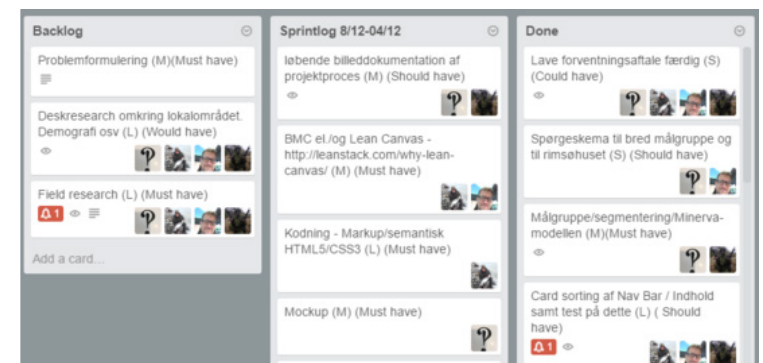 Backlog
Problemformulering (M)(Must have)
Deskresearch omkring lokalområdet.
Demografi osv (L) (Would have)
Field research (L) (Must have)
1
Add a card...
Sprintlog 8/12-04/12
løbende billeddokumentation af
projektproces (M) (Should have)
BMC el./og Lean Canvas -
http://leanstack.com/why-lean-
canvas/ (M) (Must have)
Kodning - Markup/semantisk
HTML5/CSS3 (L) (Must have)
Mockup (M) (Must have)
Done
Lave forventningsaftale færdig (S)
(Could have)
Spørgeskema til bred målgruppe og
til rimsøhuset (S) (Should have)
Målgruppe/segmentering/Minerva-
modellen (M)(Must have)
Card sorting af Nav Bar / Indhold
samt test på dette (L) ( Should
have)
1